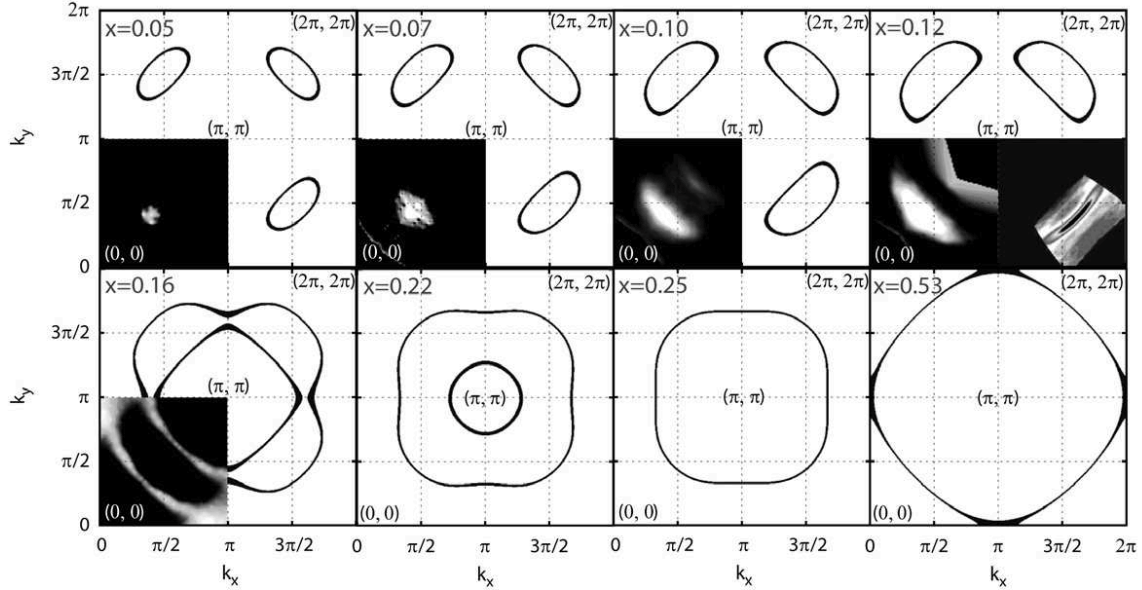 2π
x=0.05
(2π, 2π)
x=0.07
(2π, 2π)
x=0.10
(2π, 2π)
x=0.12
(2π, 2π)
3π/2
k_y
π
(π, π)
(π, π)
(π, π)
(π, π)
π/2
(0, 0)
(0, 0)
(0, 0)
(0, 0)
0
x=0.16
(2π, 2π)
x=0.22
(2π, 2π)
x=0.25
(2π, 2π)
x=0.53
(2π, 2π)
3π/2
k_y
π
(π, π)
(π, π)
(π, π)
(π, π)
π/2
(0, 0)
(0, 0)
(0, 0)
(0, 0)
0
0 π/2 π 3π/2 π/2 π 3π/2 π/2 π 3π/2 0 π/2 π 3π/2 2π
k_x k_x k_x k_x